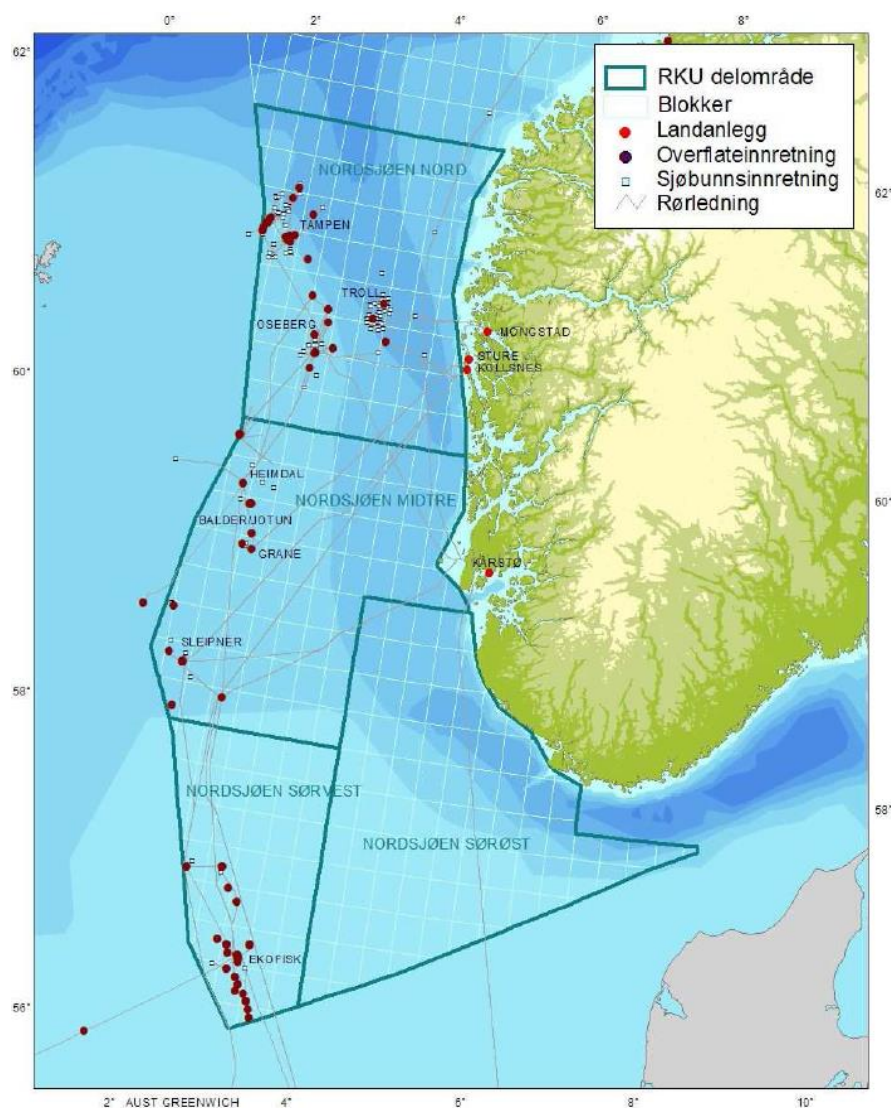 0°
2°
4°
6°
8°
62°
RKU delområde
Blokker
Landanlegg
Overflateinnretning
Sjøbunnsinnretning
Rørledning
NORDSJØEN NORD
62°
TAMPEN
TROLL
OSEBERG
MONGSTAD
STURE
60°
KOLLSNES
HEIMDAL
NORDSJØEN MIDTRE
60°
BALDER/JOTUN
GRANE
KÅRSTØ
SLEIPNER
58°
NORDSJØEN SØRVEST
58°
NORDSJØEN SØRØST
EKOFISK
56°
2° AUST GREENWICH 4° 6° 8° 10°